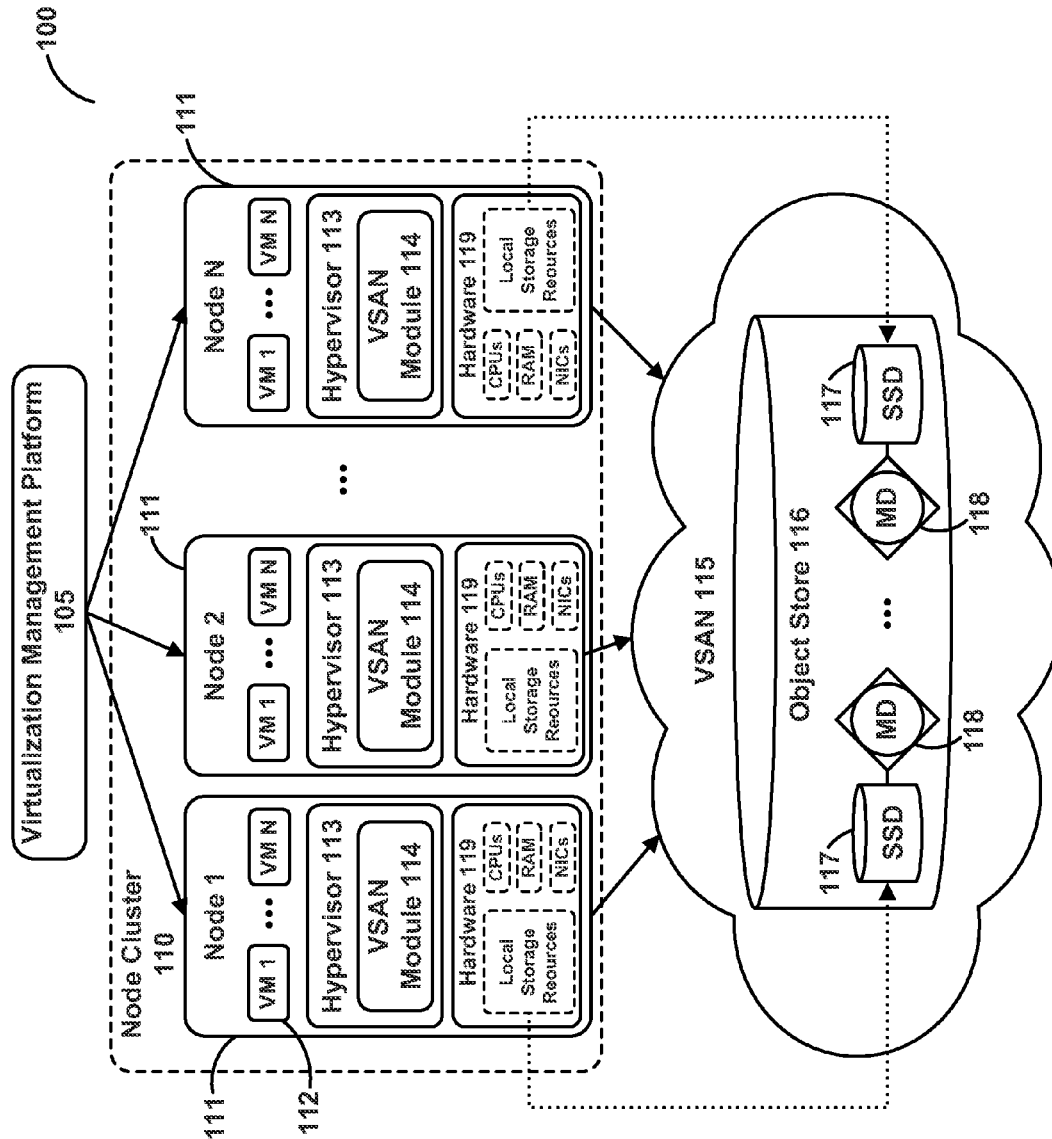 100
Virtualization Management Platform
105
Node Cluster
110
111
111
111
Node 1
VM 1 ••• VM N
112
Hypervisor 113
VSAN
Module 114
Hardware 119
Local
Storage
Reources
CPUs
RAM
NICs
Node 2
VM 1 ••• VM N
Hypervisor 113
VSAN
Module 114
Hardware 119
Local
Storage
Reources
CPUs
RAM
NICs
•••
Node N
VM 1 ••• VM N
Hypervisor 113
VSAN
Module 114
Hardware 119
CPUs
RAM
NICs
Local
Storage
Reources
VSAN 115
Object Store 116
117
SSD
MD
118
•••
MD
118
117
SSD